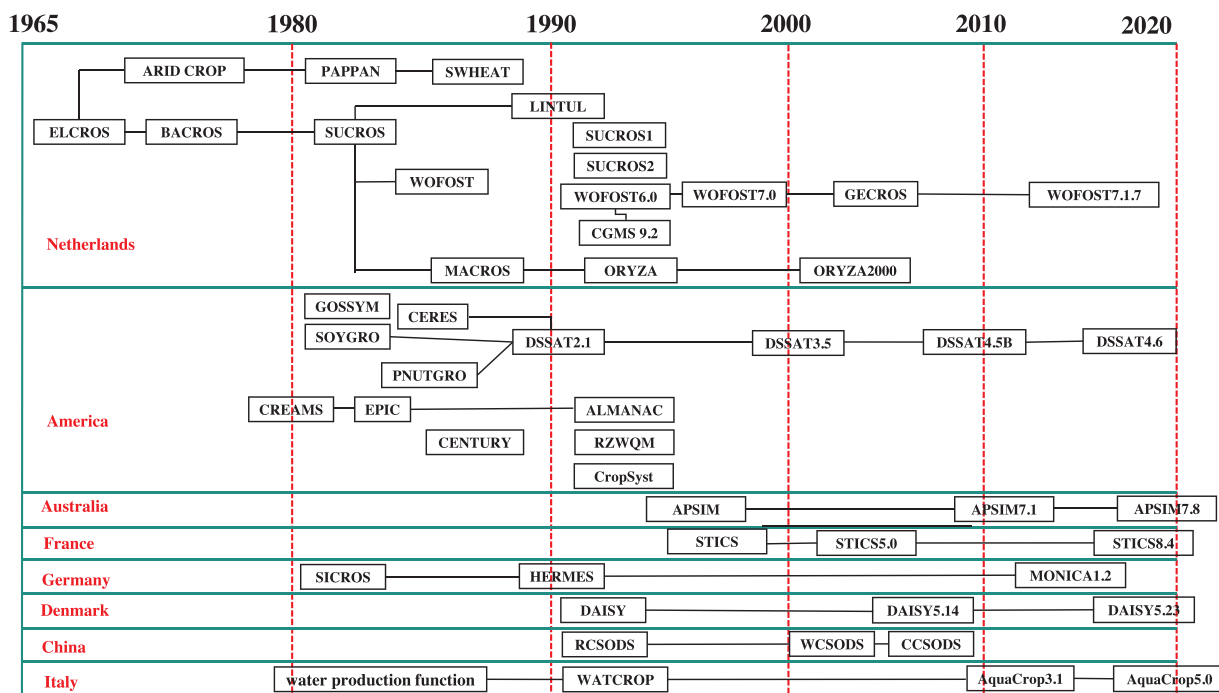 1965 1980 1990 2000 2010 2020
ARID CROP PAPPAN SWHEAT
LINTUL
ELCROS BACROS SUCROS SUCROS1
SUCROS2
WOFOST
WOFOST6.0 WOFOST7.0 GECROS WOFOST7.1.7
CGMS 9.2
Netherlands
MACROS ORYZA ORYZA2000
GOSSYM
CERES
SOYGRO DSSAT2.1 DSSAT3.5 DSSAT4.5B DSSAT4.6
PNUTGRO
CREAMS EPIC ALMANAC
America
CENTURY RZWQM
CropSyst
Australia APSIM APSIM7.1 APSIM7.8
France STICS STICS5.0 STICS8.4
Germany SICROS HERMES MONICA1.2
Denmark DAISY DAISY5.14 DAISY5.23
China RCSODS WCSODS CCSODS
Italy water production function WATCROP AquaCrop3.1 AquaCrop5.0